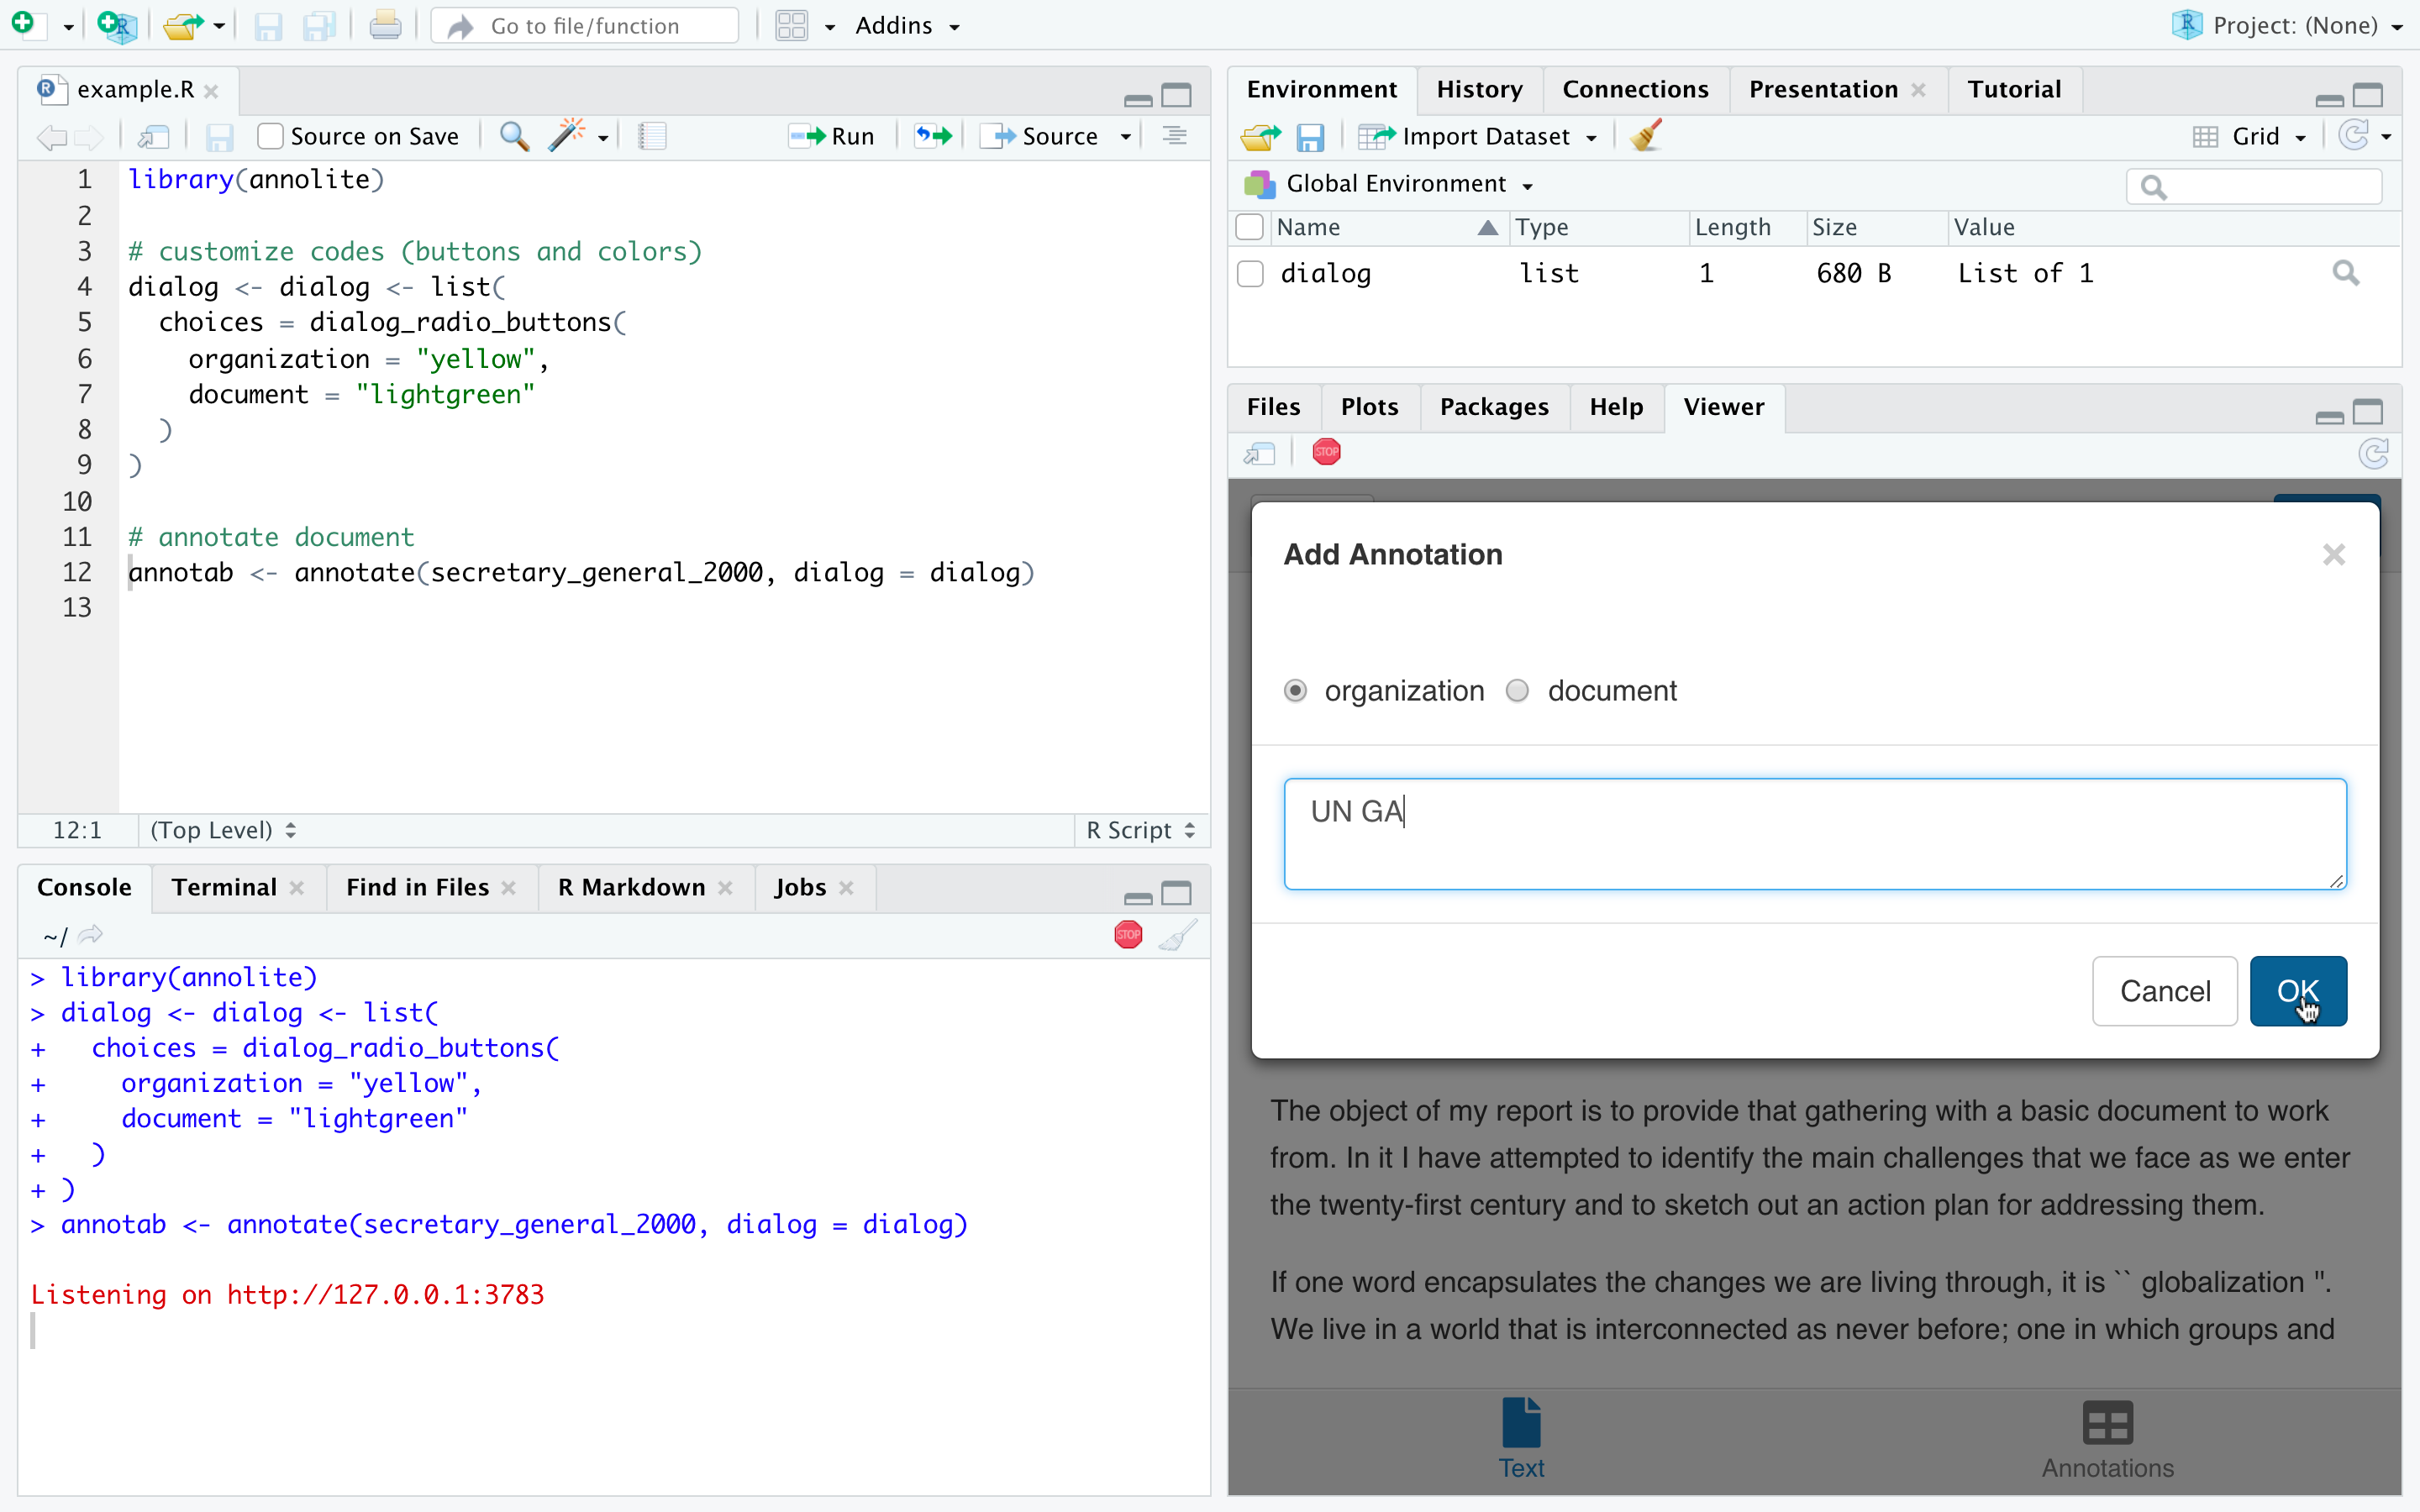 Go to file/function
Addins
Project: (None)
example.R
Source on Save
Run
Source
1 library(annolite)
2
3 # customize codes (buttons and colors)
4 dialog <- dialog <- list(
5 choices = dialog_radio_buttons(
6 organization = "yellow",
7 document = "lightgreen"
8 )
9 )
10
11 # annotate document
12 annotab <- annotate(secretary_general_2000, dialog = dialog)
13
12:1 (Top Level) R Script
Console Terminal Find in Files R Markdown Jobs
~/
STOP
> library(annolite)
> dialog <- dialog <- list(
+ choices = dialog_radio_buttons(
+ organization = "yellow",
+ document = "lightgreen"
+ )
+ )
> annotab <- annotate(secretary_general_2000, dialog = dialog)
Listening on http://127.0.0.1:3783
Environment History Connections Presentation Tutorial
Import Dataset
Grid
Global Environment
Name Type Length Size Value
dialog list 1 680 B List of 1
Files Plots Packages Help Viewer
STOP
Add Annotation
organization document
UN GA
Cancel OK
The object of my report is to provide that gathering with a basic document to work
from. In it I have attempted to identify the main challenges that we face as we enter
the twenty-first century and to sketch out an action plan for addressing them.
If one word encapsulates the changes we are living through, it is `` globalization ''.
We live in a world that is interconnected as never before; one in which groups and
Text
Annotations